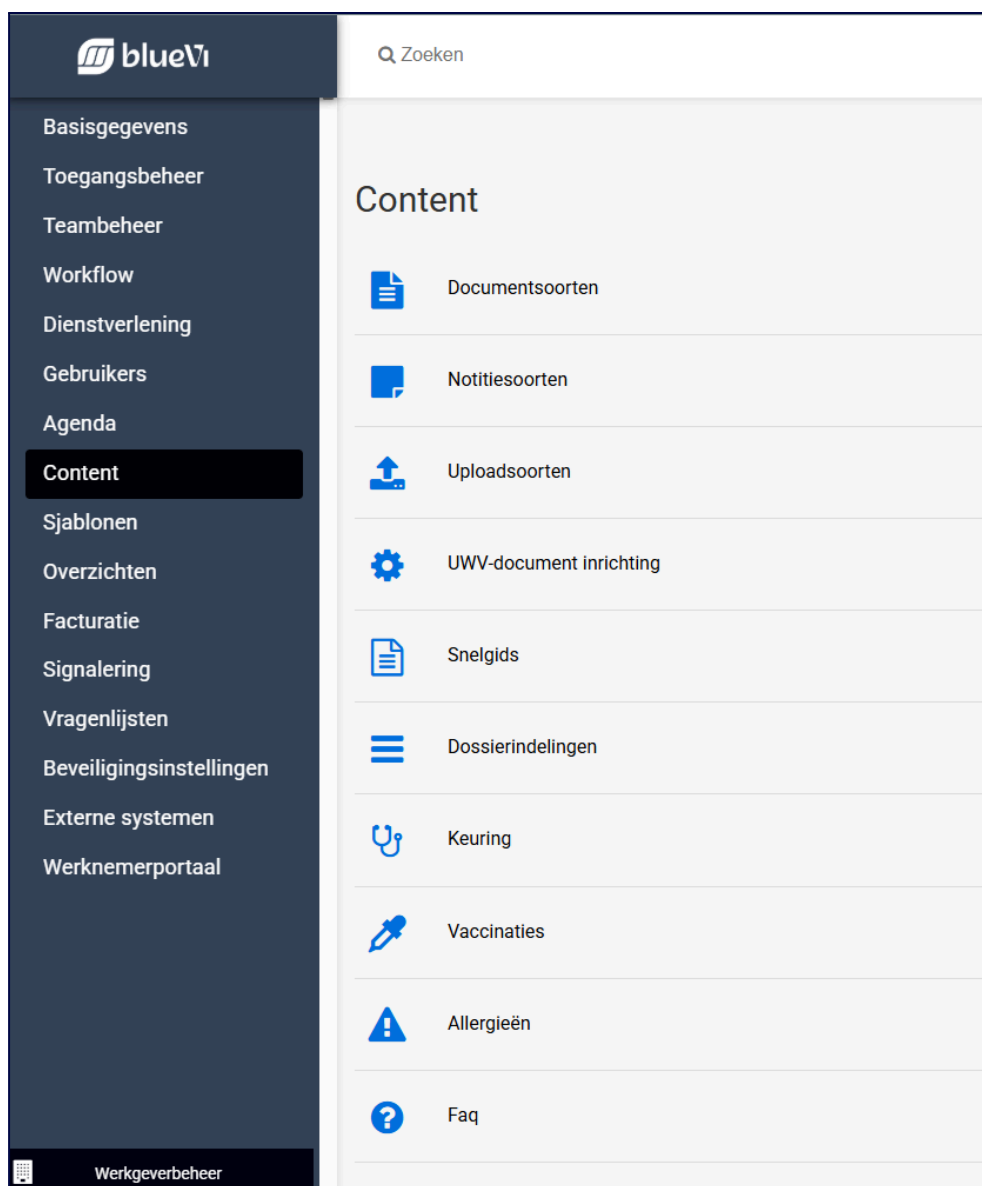 blueVi
Zoeken
Basisgegevens
Toegangsbeheer
Teambeheer
Workflow
Dienstverlening
Gebruikers
Agenda
Content
Sjablonen
Overzichten
Facturatie
Signalering
Vragenlijsten
Beveiligingsinstellingen
Externe systemen
Werknemerportaal
Werkgeverbeheer
Content
Documentsoorten
Notitiesoorten
Uploadsoorten
UWV-document inrichting
Snelgids
Dossierindelingen
Keuring
Vaccinaties
Allergieën
Faq